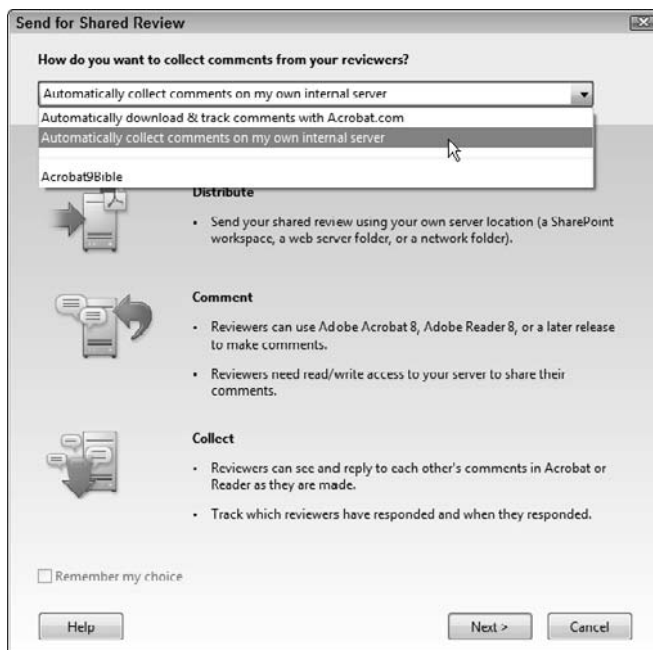 Send for Shared Review
How do you want to collect comments from your reviewers?
Automatically collect comments on my own internal server
Automatically download & track comments with Acrobat.com
Automatically collect comments on my own internal server
Acrobat9Bible
Distribute
• Send your shared review using your own server location (a SharePoint
workspace, a web server folder, or a network folder).
Comment
• Reviewers can use Adobe Acrobat 8, Adobe Reader 8, or a later release
to make comments.
• Reviewers need read/write access to your server to share their
comments.
Collect
• Reviewers can see and reply to each other's comments in Acrobat or
Reader as they are made.
• Track which reviewers have responded and when they responded.
Remember my choice
Help
Next >
Cancel